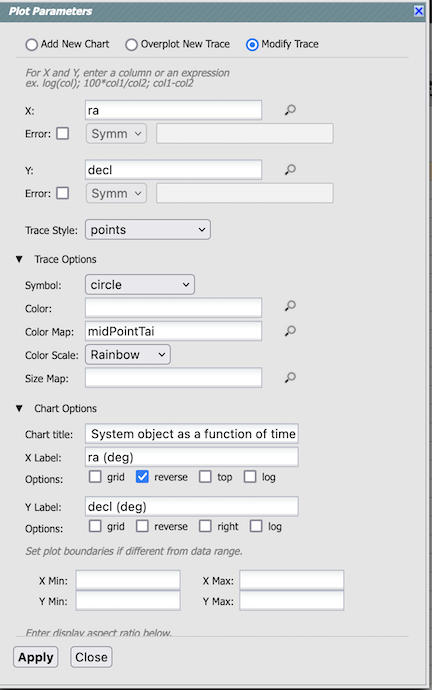 Plot Parameters
Add New Chart Overplot New Trace Modify Trace
For X and Y, enter a column or an expression
ex. log(col); 100*col1/col2; col1-col2
X: ra
Error: Symm
Y: decl
Error: Symm
Trace Style: points
Trace Options
Symbol: circle
Color:
Color Map: midPointTai
Color Scale: Rainbow
Size Map:
Chart Options
Chart title: System object as a function of time
X Label: ra (deg)
Options: grid reverse top log
Y Label: decl (deg)
Options: grid reverse right log
Set plot boundaries if different from data range.
X Min: X Max:
Y Min: Y Max:
Enter display aspect ratio below.
Apply Close